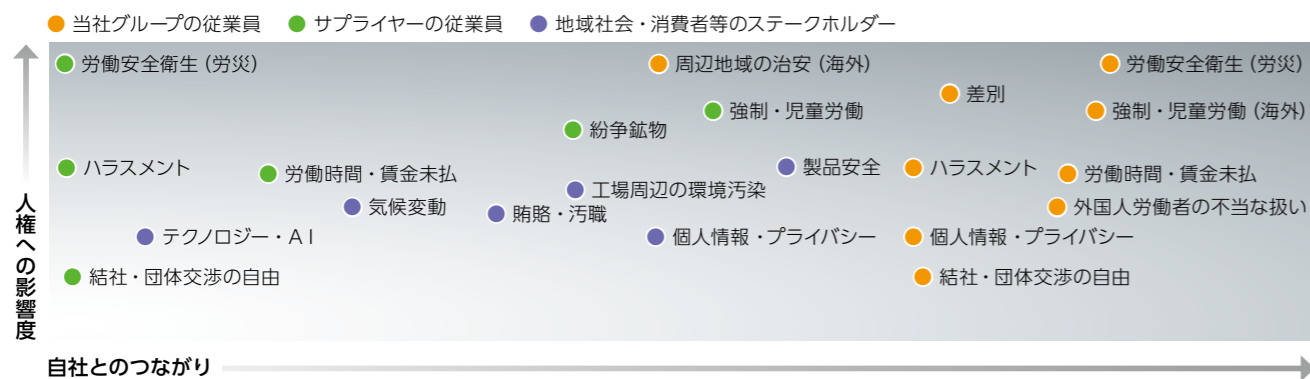 当社グループの従業員 サプライヤーの従業員 地域社会・消費者等のステークホルダー
労働安全衛生(労災) 周辺地域の治安(海外) 労働安全衛生(労災)
差別
強制・児童労働 強制・児童労働(海外)
紛争鉱物
ハラスメント 製品安全 ハラスメント
労働時間・賃金未払 労働時間・賃金未払
工場周辺の環境汚染
気候変動 賄賂・汚職 外国人労働者の不当な扱い
テクノロジー・AI 個人情報・プライバシー 個人情報・プライバシー
結社・団体交渉の自由 結社・団体交渉の自由
人権への影響度
自社とのつながり